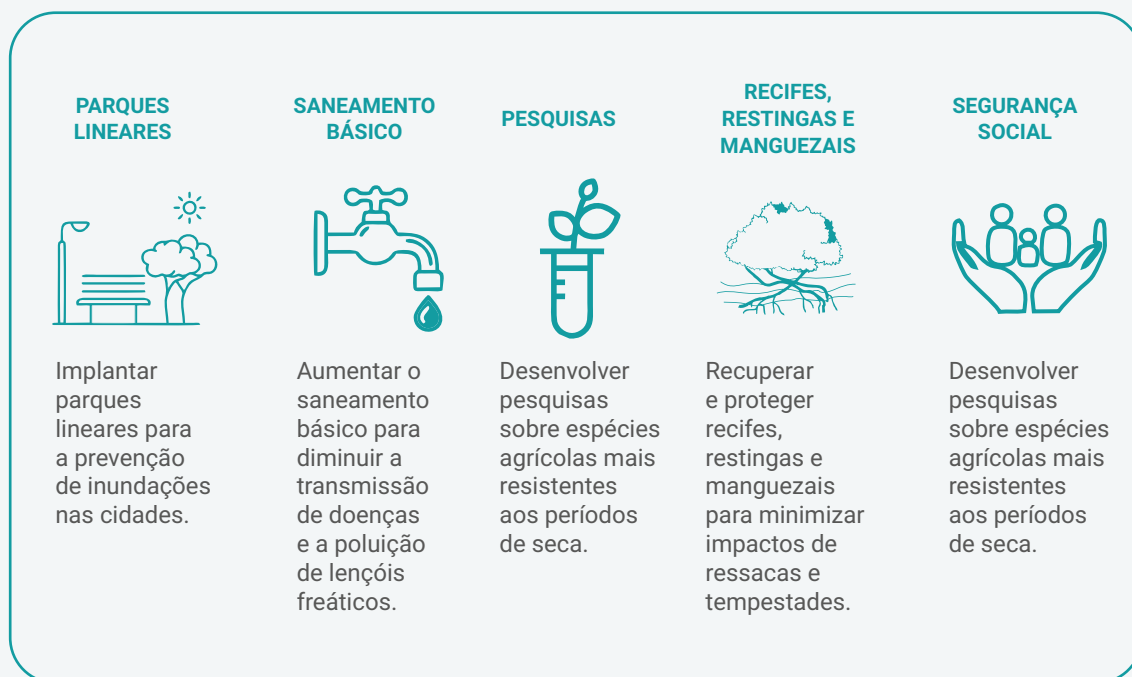 PARQUES
LINEARES
Implantar
parques
lineares para
a prevenção
de inundações
nas cidades.
SANEAMENTO
BÁSICO
Aumentar o
saneamento
básico para
diminuir a
transmissão
de doenças
e a poluição
de lençóis
freáticos.
PESQUISAS
Desenvolver
pesquisas
sobre espécies
agrícolas mais
resistentes
aos períodos
de seca.
RECIFES,
RESTINGAS E
MANGUEZAIS
Recuperar
e proteger
recifes,
restingas e
manguezais
para minimizar
impactos de
ressacas e
tempestades.
SEGURANÇA
SOCIAL
Desenvolver
pesquisas
sobre espécies
agrícolas mais
resistentes
aos períodos
de seca.